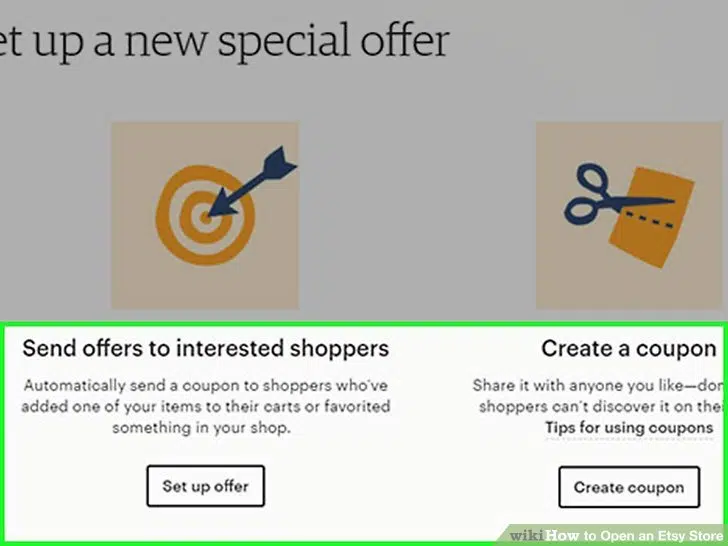 et up a new special offer
Send offers to interested shoppers
Automatically send a coupon to shoppers who've
added one of your items to their carts or favorited
something in your shop.
Set up offer
Create a coupon
Share it with anyone you like—don
shoppers can't discover it on thei
Tips for using coupons
Create coupon
wikiHow to Open an Etsy Store